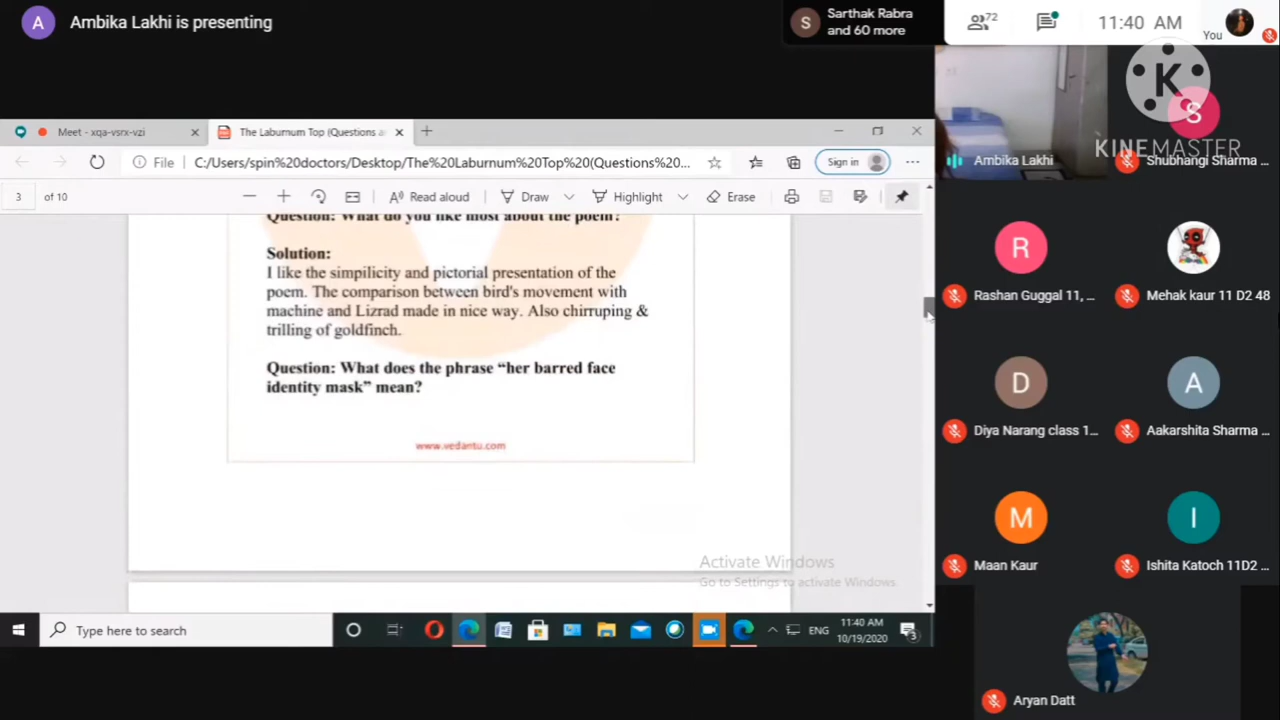 A
Ambika Lakhi is presenting
S
Sarthak Rabra
and 60 more
72
11:40 AM
You
Meet - xqa-vsrx-vzi
The Laburnum Top (Questions a
File
C:/Users/spin%20doctors/Desktop/The%20Laburnum%20Top%20(Questions%20...
Sign in
3
of 10
Read aloud
Draw
Highlight
Erase
Question: What do you like most about the poem?
Solution:
I like the simpilicity and pictorial presentation of the
poem. The comparison between bird's movement with
machine and Lizrad made in nice way. Also chirruping &
trilling of goldfinch.
Question: What does the phrase “her barred face
identity mask” mean?
www.vedantu.com
Activate Windows
Go to Settings to activate Windows.
Type here to search
ENG
11:40 AM
10/19/2020
3
K
KINEMASTER
Ambika Lakhi
S
Shubhangi Sharma ...
R
Rashan Guggal 11, ...
Mehak kaur 11 D2 48
D
Diya Narang class 1...
A
Aakarshita Sharma ...
M
Maan Kaur
I
Ishita Katoch 11D2 ...
Aryan Datt